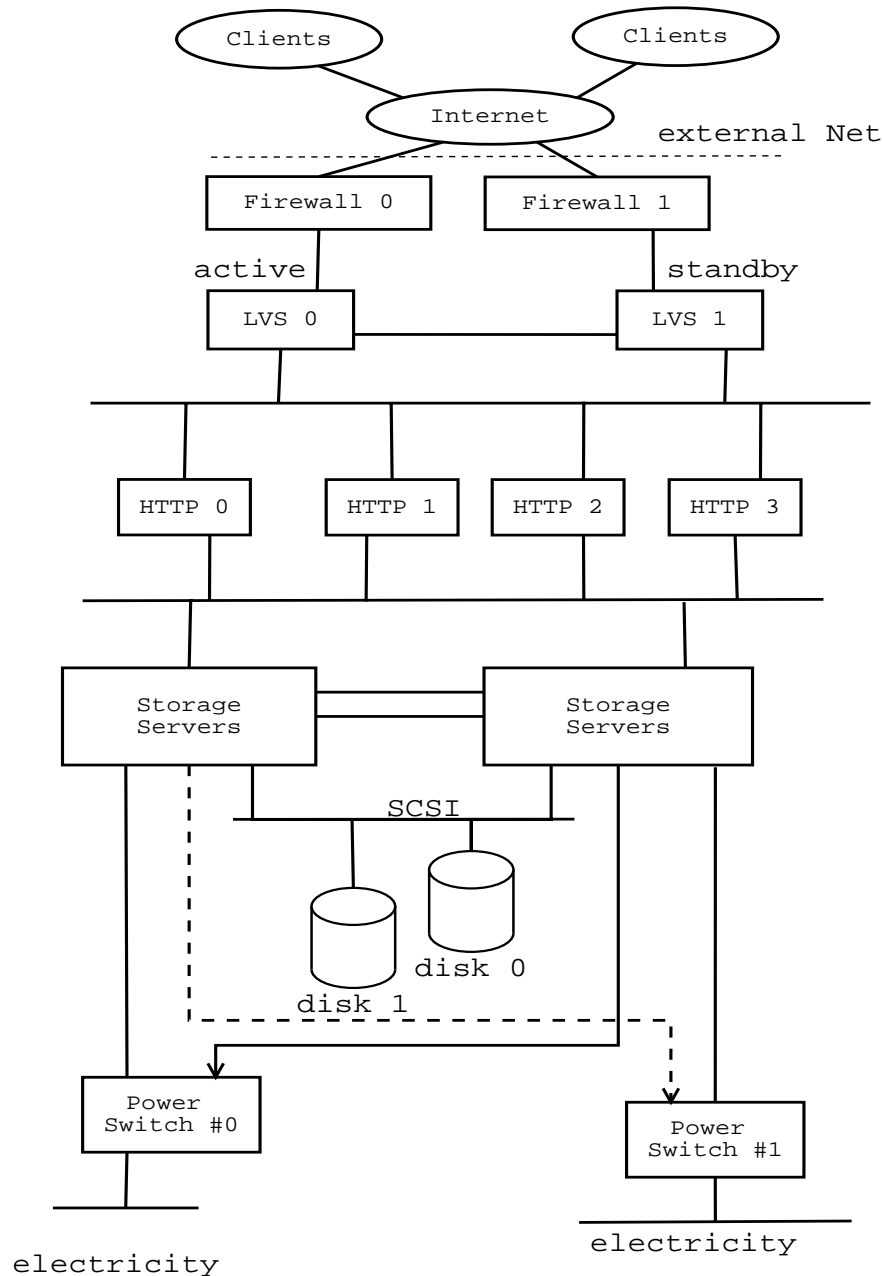 Clients
Clients
Internet
external Net
Firewall 0
Firewall 1
active
standby
LVS 0
LVS 1
HTTP 0
HTTP 1
HTTP 2
HTTP 3
Storage
Servers
Storage
Servers
SCSI
disk 0
disk 1
Power
Switch #0
Power
Switch #1
electricity
electricity